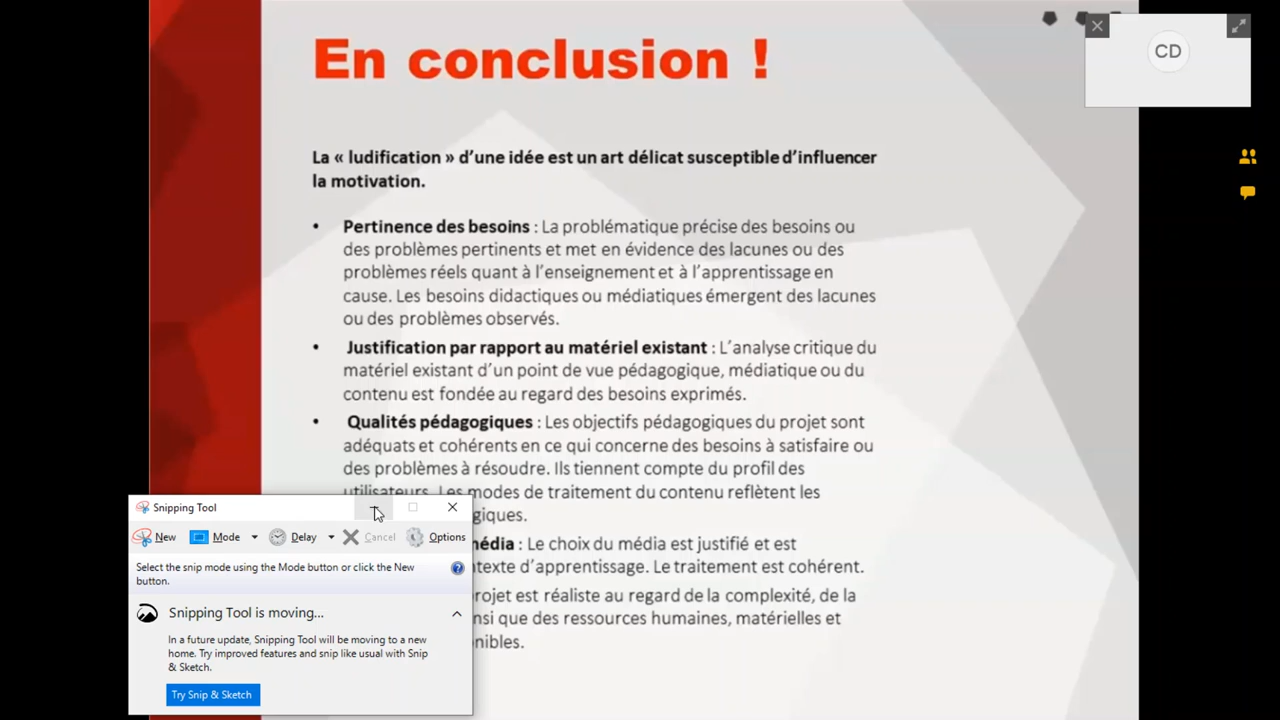 En conclusion !
CD
La « ludification » d'une idée est un art délicat susceptible d'influencer
la motivation.
• Pertinence des besoins : La problématique précise des besoins ou
des problèmes pertinents et met en évidence des lacunes ou des
problèmes réels quant à l'enseignement et à l'apprentissage en
cause. Les besoins didactiques ou médiatiques émergent des lacunes
ou des problèmes observés.
• Justification par rapport au matériel existant : L'analyse critique du
matériel existant d'un point de vue pédagogique, médiatique ou du
contenu est fondée au regard des besoins exprimés.
• Qualités pédagogiques : Les objectifs pédagogiques du projet sont
adéquats et cohérents en ce qui concerne des besoins à satisfaire ou
des problèmes à résoudre. Ils tiennent compte du profil des
utilisateurs. Les modes de traitement du contenu reflètent les
giques.
média : Le choix du média est justifié et est
texte d'apprentissage. Le traitement est cohérent.
rojet est réaliste au regard de la complexité, de la
nsi que des ressources humaines, matérielles et
nibles.
Snipping Tool
New Mode Delay Cancel Options
Select the snip mode using the Mode button or click the New
button.
Snipping Tool is moving...
In a future update, Snipping Tool will be moving to a new
home. Try improved features and snip like usual with Snip
& Sketch.
Try Snip & Sketch